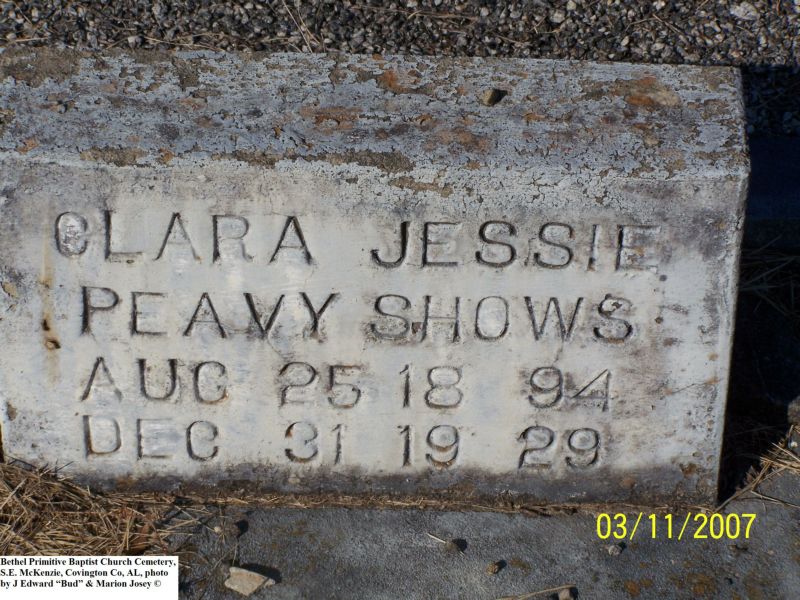 CLARA JESSIE
PEAVY SHOWS
AUG 25 18 94
DEC 31 19 29
03/11/2007
Bethel Primitive Baptist Church Cemetery,
S.E. McKenzie, Covington Co, AL, photo
by J Edward “Bud” & Marion Josey ©